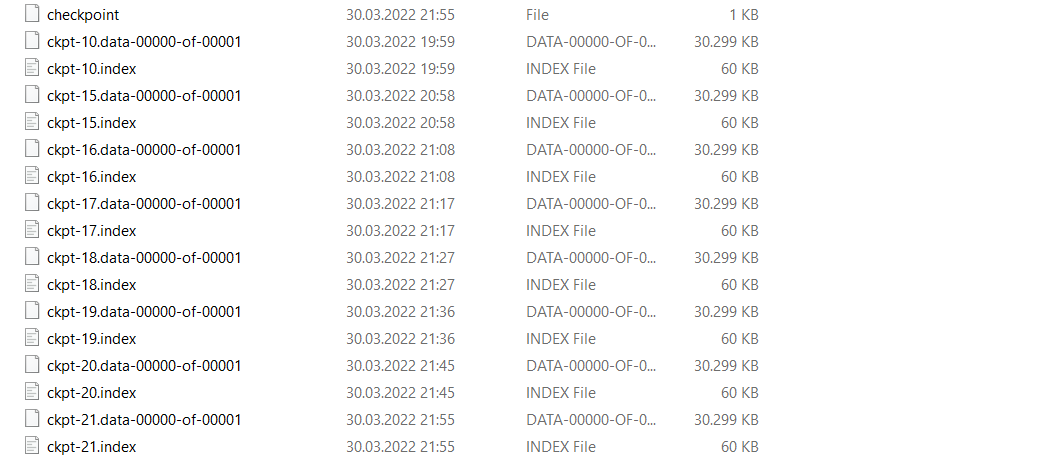 checkpoint 30.03.2022 21:55 File 1 KB
ckpt-10.data-00000-of-00001 30.03.2022 19:59 DATA-00000-OF-0... 30.299 KB
ckpt-10.index 30.03.2022 19:59 INDEX File 60 KB
ckpt-15.data-00000-of-00001 30.03.2022 20:58 DATA-00000-OF-0... 30.299 KB
ckpt-15.index 30.03.2022 20:58 INDEX File 60 KB
ckpt-16.data-00000-of-00001 30.03.2022 21:08 DATA-00000-OF-0... 30.299 KB
ckpt-16.index 30.03.2022 21:08 INDEX File 60 KB
ckpt-17.data-00000-of-00001 30.03.2022 21:17 DATA-00000-OF-0... 30.299 KB
ckpt-17.index 30.03.2022 21:17 INDEX File 60 KB
ckpt-18.data-00000-of-00001 30.03.2022 21:27 DATA-00000-OF-0... 30.299 KB
ckpt-18.index 30.03.2022 21:27 INDEX File 60 KB
ckpt-19.data-00000-of-00001 30.03.2022 21:36 DATA-00000-OF-0... 30.299 KB
ckpt-19.index 30.03.2022 21:36 INDEX File 60 KB
ckpt-20.data-00000-of-00001 30.03.2022 21:45 DATA-00000-OF-0... 30.299 KB
ckpt-20.index 30.03.2022 21:45 INDEX File 60 KB
ckpt-21.data-00000-of-00001 30.03.2022 21:55 DATA-00000-OF-0... 30.299 KB
ckpt-21.index 30.03.2022 21:55 INDEX File 60 KB